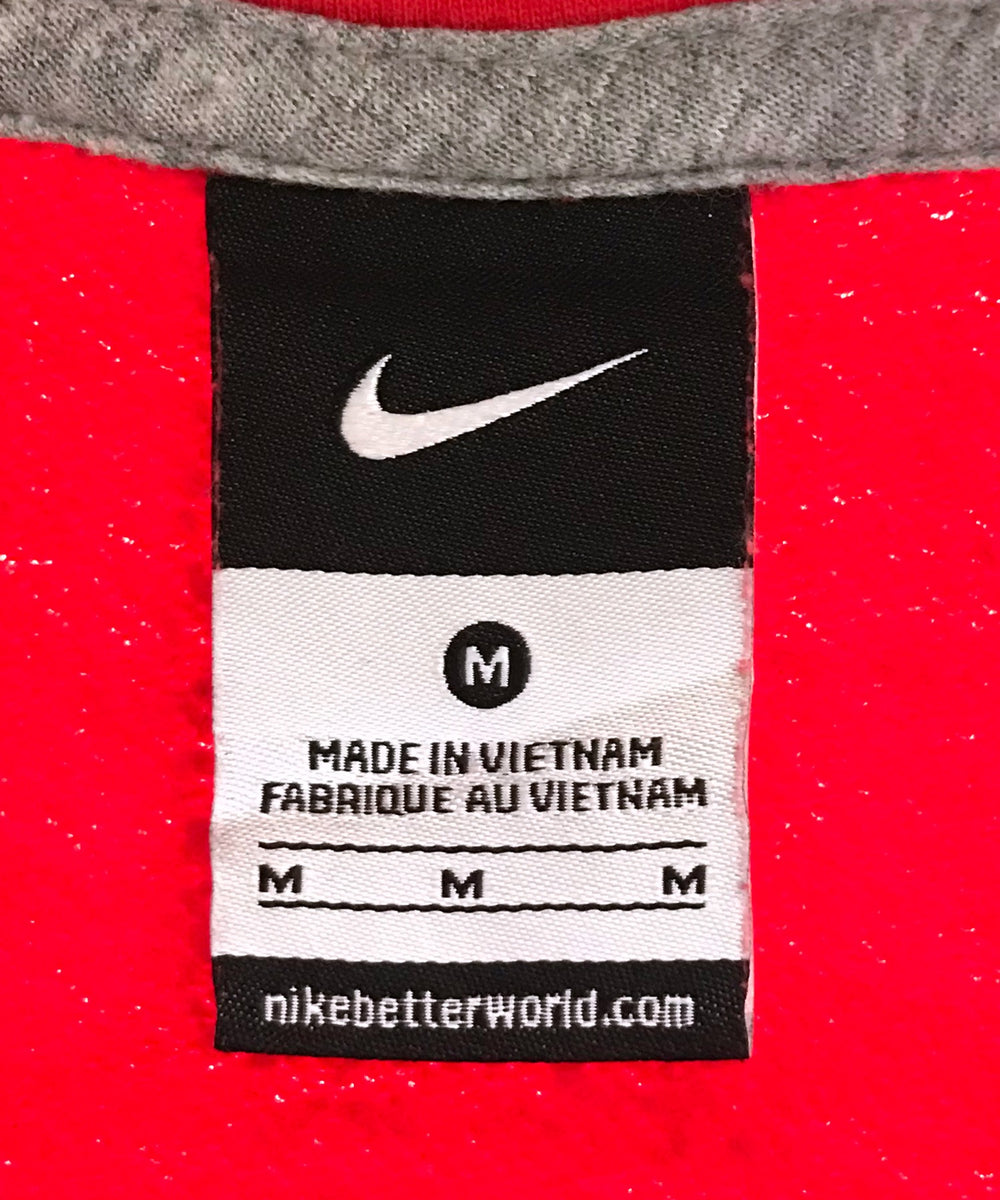 M
MADE IN VIETNAM
FABRIQUE AU VIETNAM
M M M
nikebetterworld.com